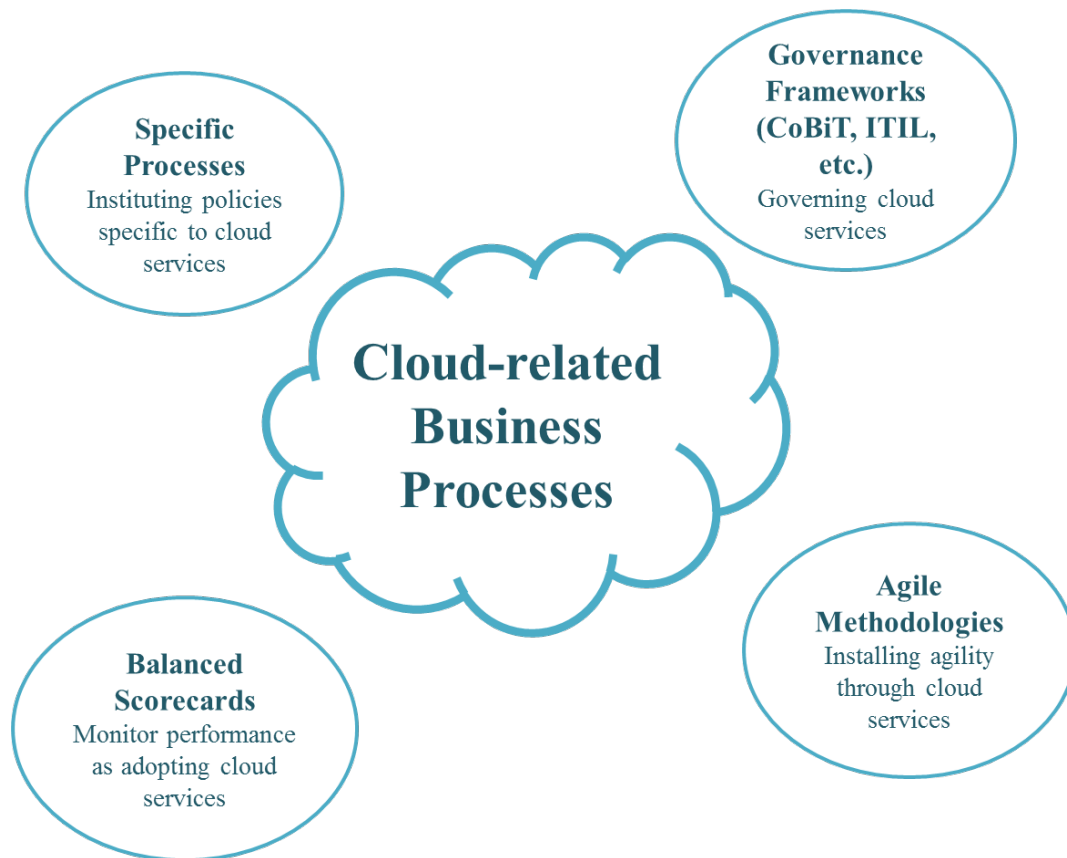 Specific
Processes
Instituting policies
specific to cloud
services
Governance
Frameworks
(CoBiT, ITIL,
etc.)
Governing cloud
services
Cloud-related
Business
Processes
Balanced
Scorecards
Monitor performance
as adopting cloud
services
Agile
Methodologies
Installing agility
through cloud
services